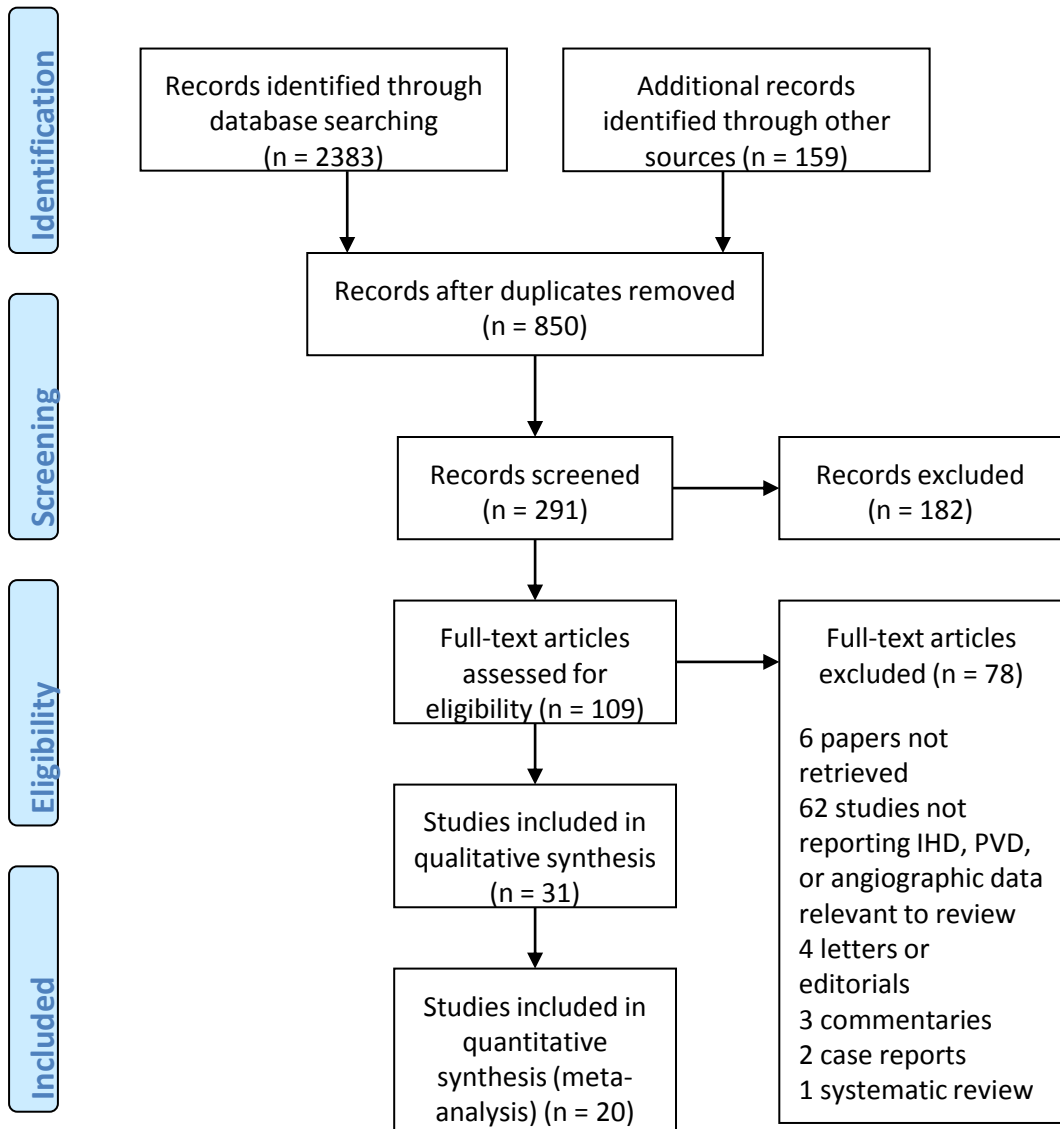 Identification
Records identified through
database searching
(n = 2383)
Additional records
identified through other
sources (n = 159)
Records after duplicates removed
(n = 850)
Screening
Records screened
(n = 291)
Records excluded
(n = 182)
Eligibility
Full-text articles
assessed for
eligibility (n = 109)
Full-text articles
excluded (n = 78)
6 papers not
retrieved
62 studies not
reporting IHD, PVD,
or angiographic data
relevant to review
4 letters or
editorials
3 commentaries
2 case reports
1 systematic review
Studies included in
qualitative synthesis
(n = 31)
Included
Studies included in
quantitative
synthesis (meta-
analysis) (n = 20)